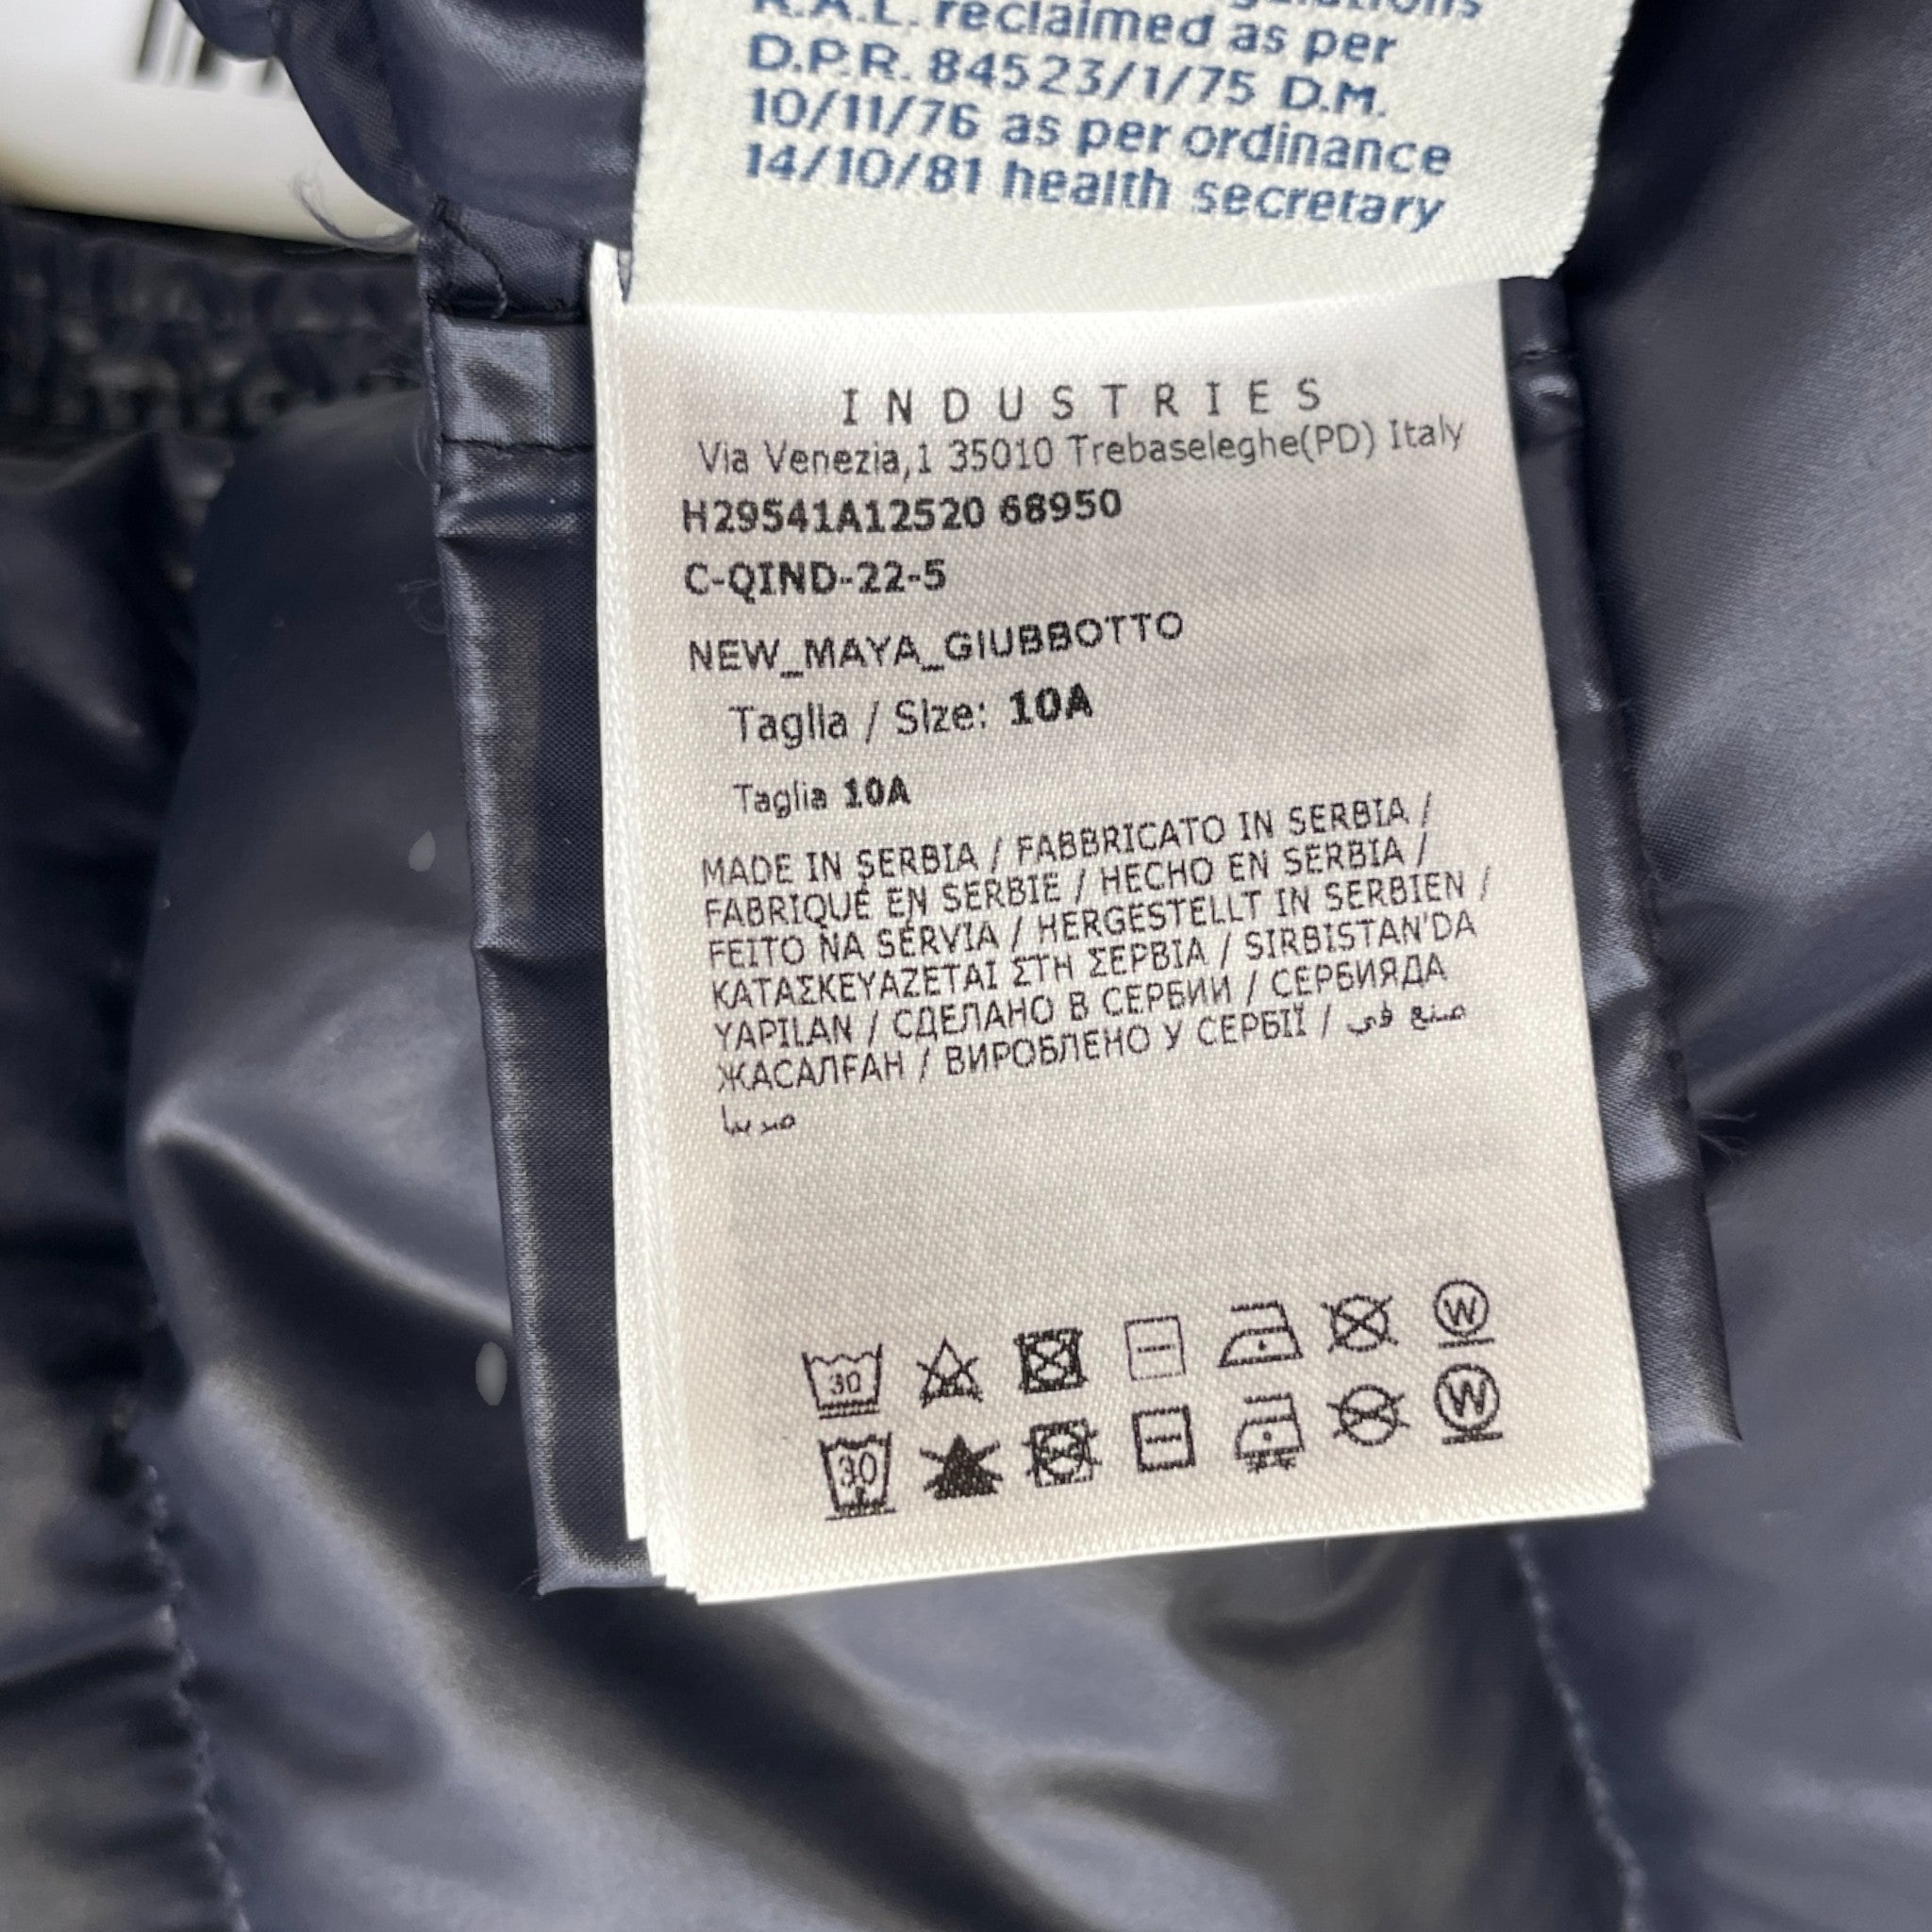 R.A.L. reclaimed as per
D.P.R. 84523/1/75 D.M.
10/11/76 as per ordinance
14/10/81 health secretary
INDUSTRIES
Via Venezia,1 35010 Trebaseleghe(PD) Italy
H29541A12520 68950
C-QIND-22-5
NEW_MAYA_GIUBBOTTO
Taglia / Size: 10A
Taglia 10A
MADE IN SERBIA / FABBRICATO IN SERBIA /
FABRIQUÉ EN SERBIE / HECHO EN SERBIA /
FEITO NA SÉRVIA / HERGESTELLT IN SERBIEN /
ΚΑΤΑΣΚΕΥΑΖΕΤΑΙ ΣΤΗ ΣΕΡΒΙΑ / SIRBISTAN'DA
YAPILAN / СДЕЛАНО В СЕРБИИ / СЕРБИЯДА
ЖАСАЛҒАН / ВИРОБЛЕНО У СЕРБІЇ / صنع في
صربيا
30 W
30 W